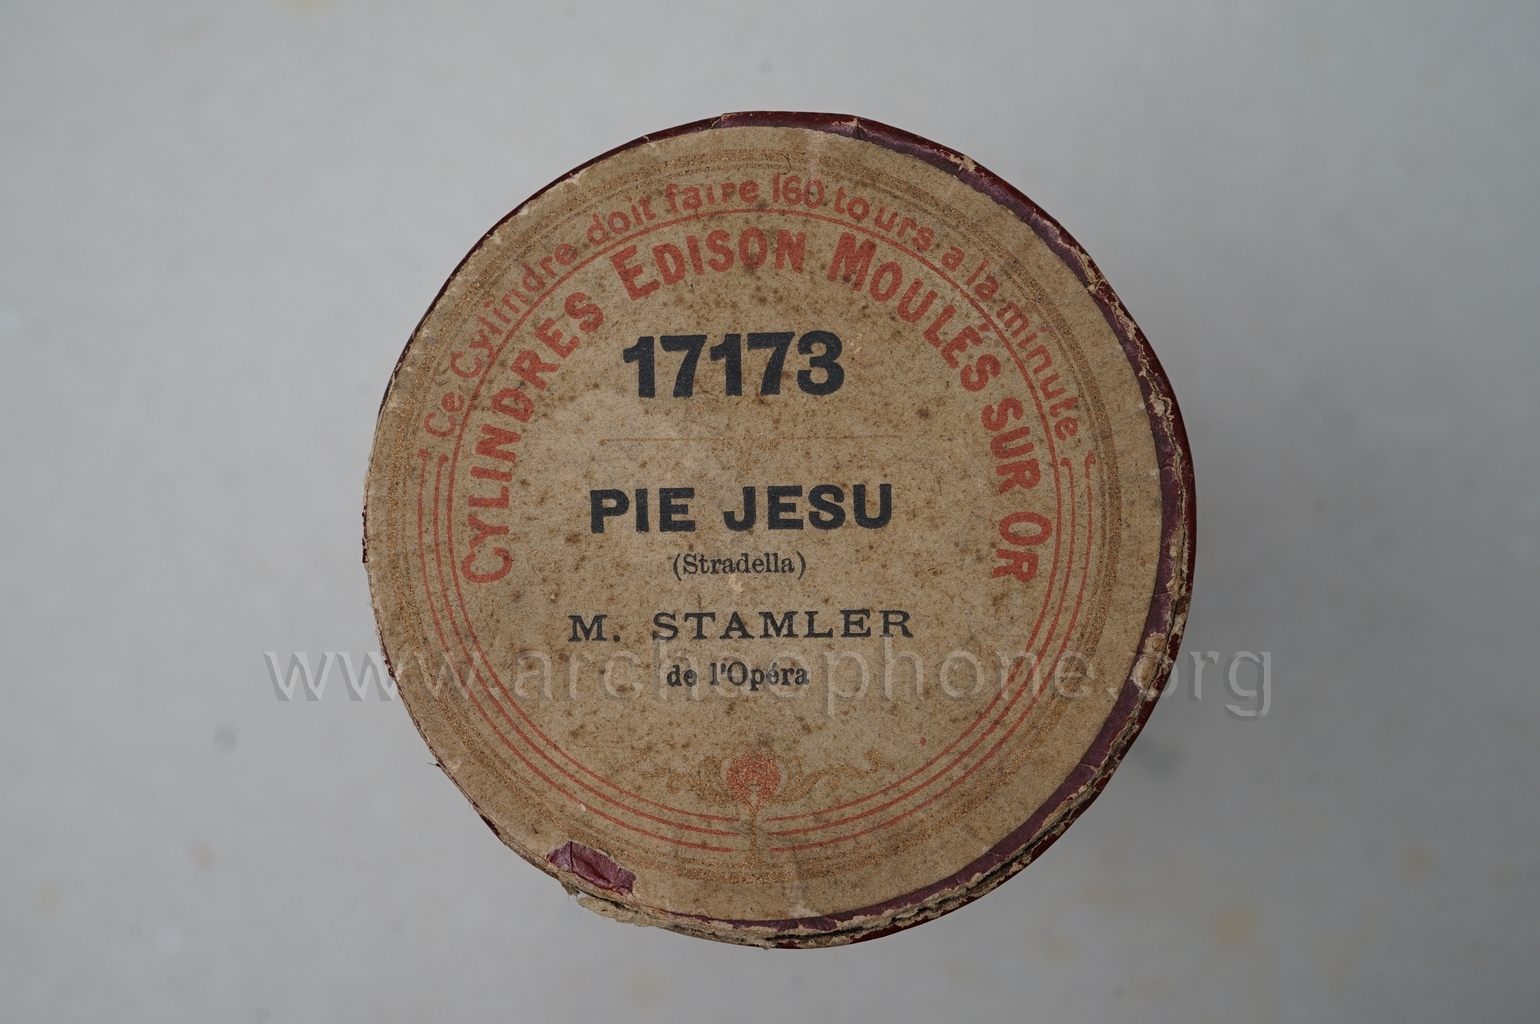 Ce Cylindre doit faire 160 tours a la minute
CYLINDRES EDISON MOULÉS SUR OR
17173
PIE JESU
(Stradella)
M. STAMLER
de l'Opéra
www.archeophone.org